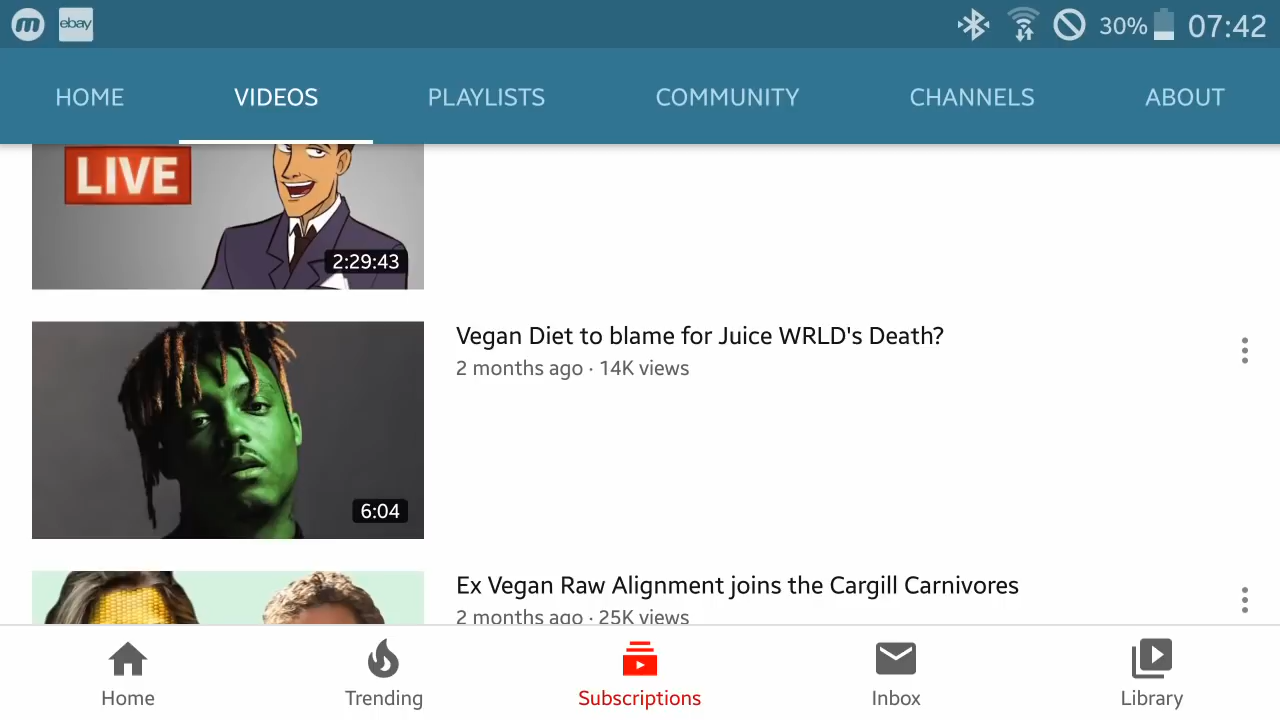 m
ebay
30%
07:42
HOME
VIDEOS
PLAYLISTS
COMMUNITY
CHANNELS
ABOUT
LIVE
2:29:43
Vegan Diet to blame for Juice WRLD's Death?
2 months ago · 14K views
6:04
Ex Vegan Raw Alignment joins the Cargill Carnivores
2 months ago · 25K views
Home
Trending
Subscriptions
Inbox
Library